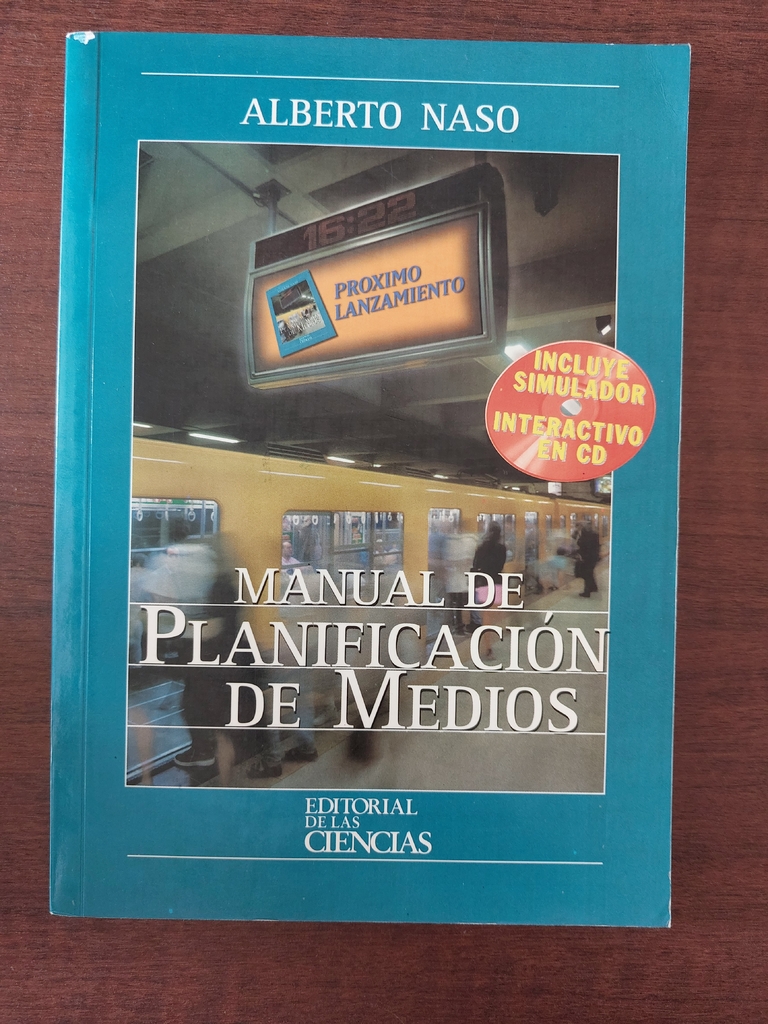 ALBERTO NASO
16:22
PROXIMO
LANZAMIENTO
INCLUYE
SIMULADOR
INTERACTIVO
EN CD
MANUAL DE
PLANIFICACIÓN
DE MEDIOS
EDITORIAL
DE LAS
CIENCIAS